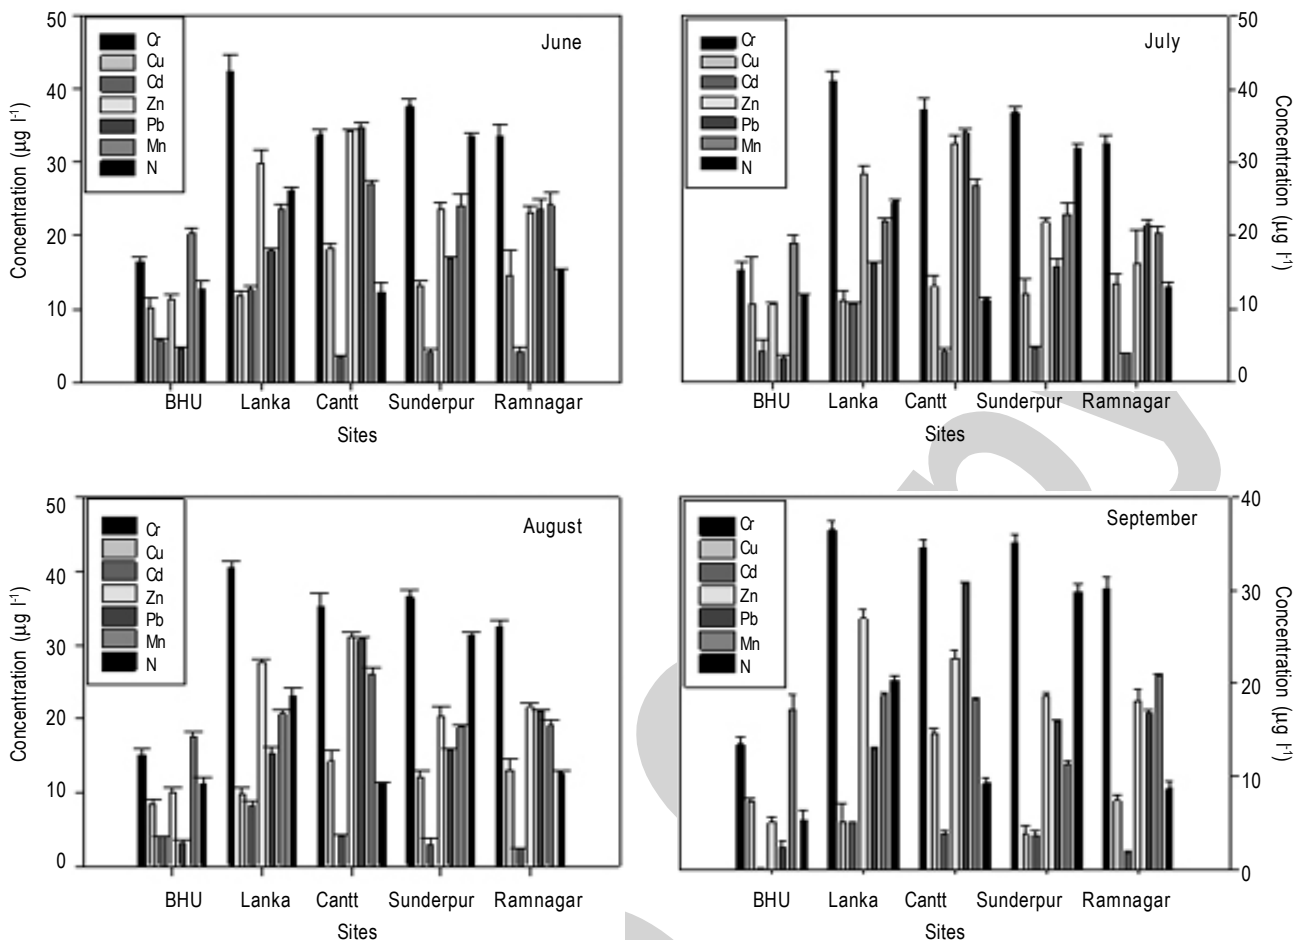 50
40
30
20
10
0
Concentration (µg l-1)
Cr
Cu
Cd
Zn
Pb
Mn
N
June
BHU Lanka Cantt Sunderpur Ramnagar
Sites
Cr
Cu
Cd
Zn
Pb
Mn
N
July
50
40
30
20
10
0
Concentration (µg l-1)
BHU Lanka Cantt Sunderpur Ramnagar
Sites
50
40
30
20
10
0
Concentration (µg l-1)
Cr
Cu
Cd
Zn
Pb
Mn
N
August
BHU Lanka Cantt Sunderpur Ramnagar
Sites
Cr
Cu
Cd
Zn
Pb
Mn
N
September
40
30
20
10
0
Concentration (µg l-1)
BHU Lanka Cantt Sunderpur Ramnagar
Sites